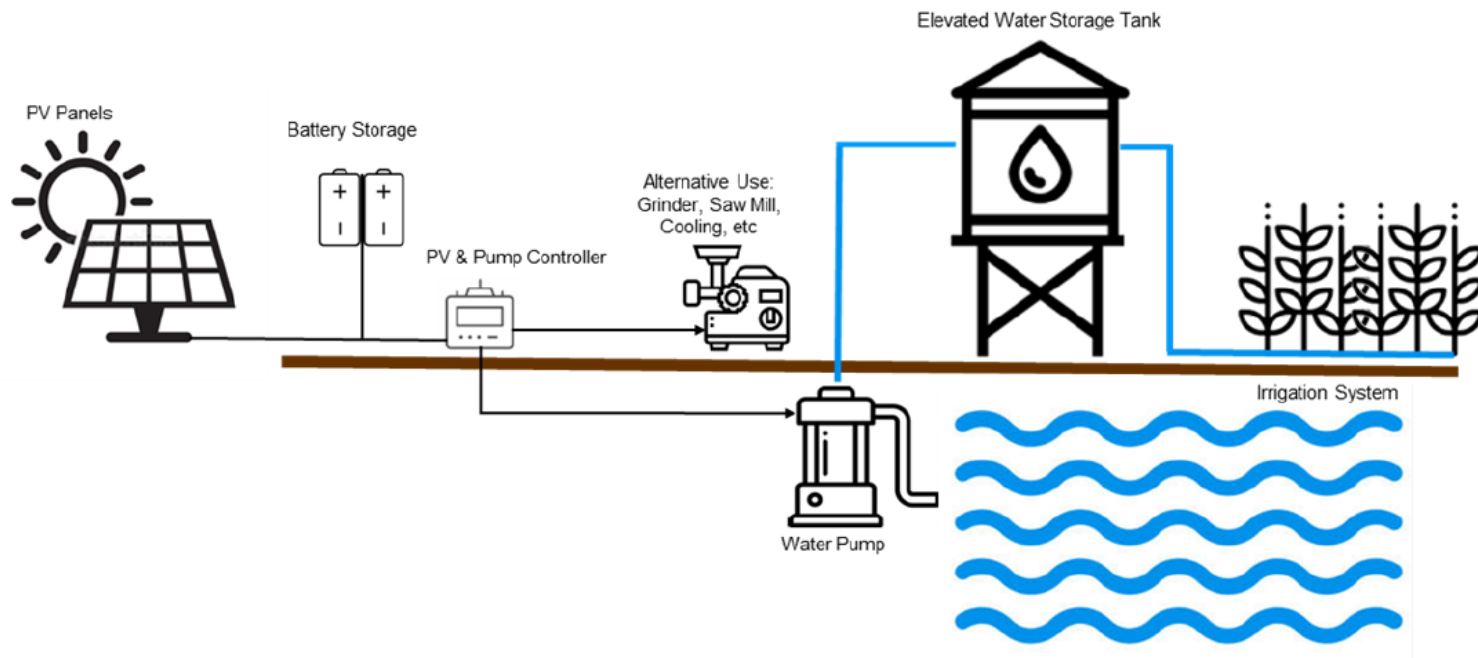 Elevated Water Storage Tank
PV Panels
Battery Storage
Alternative Use:
Grinder, Saw Mill,
Cooling, etc
PV & Pump Controller
Irrigation System
Water Pump